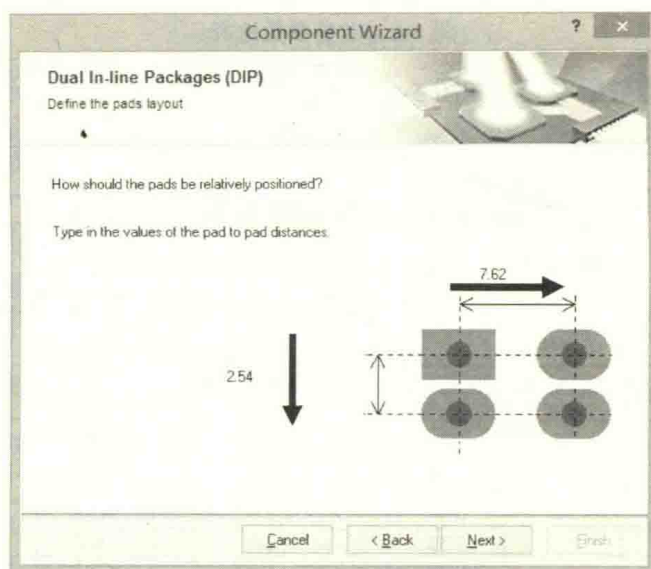 Component Wizard
? ×
Dual In-line Packages (DIP)
Define the pads layout
How should the pads be relatively positioned?
Type in the values of the pad to pad distances.
7.62
2.54
Cancel
< Back
Next >
Finish